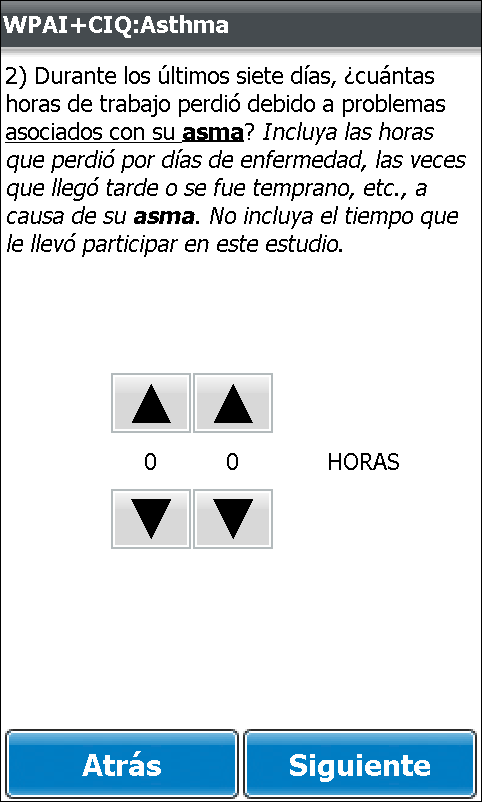 WPAI+CIQ:Asthma
2) Durante los últimos siete días, ¿cuántas
horas de trabajo perdió debido a problemas
asociados con su asma? Incluya las horas
que perdió por días de enfermedad, las veces
que llegó tarde o se fue temprano, etc., a
causa de su asma. No incluya el tiempo que
le llevó participar en este estudio.
0 0 HORAS
Atrás Siguiente